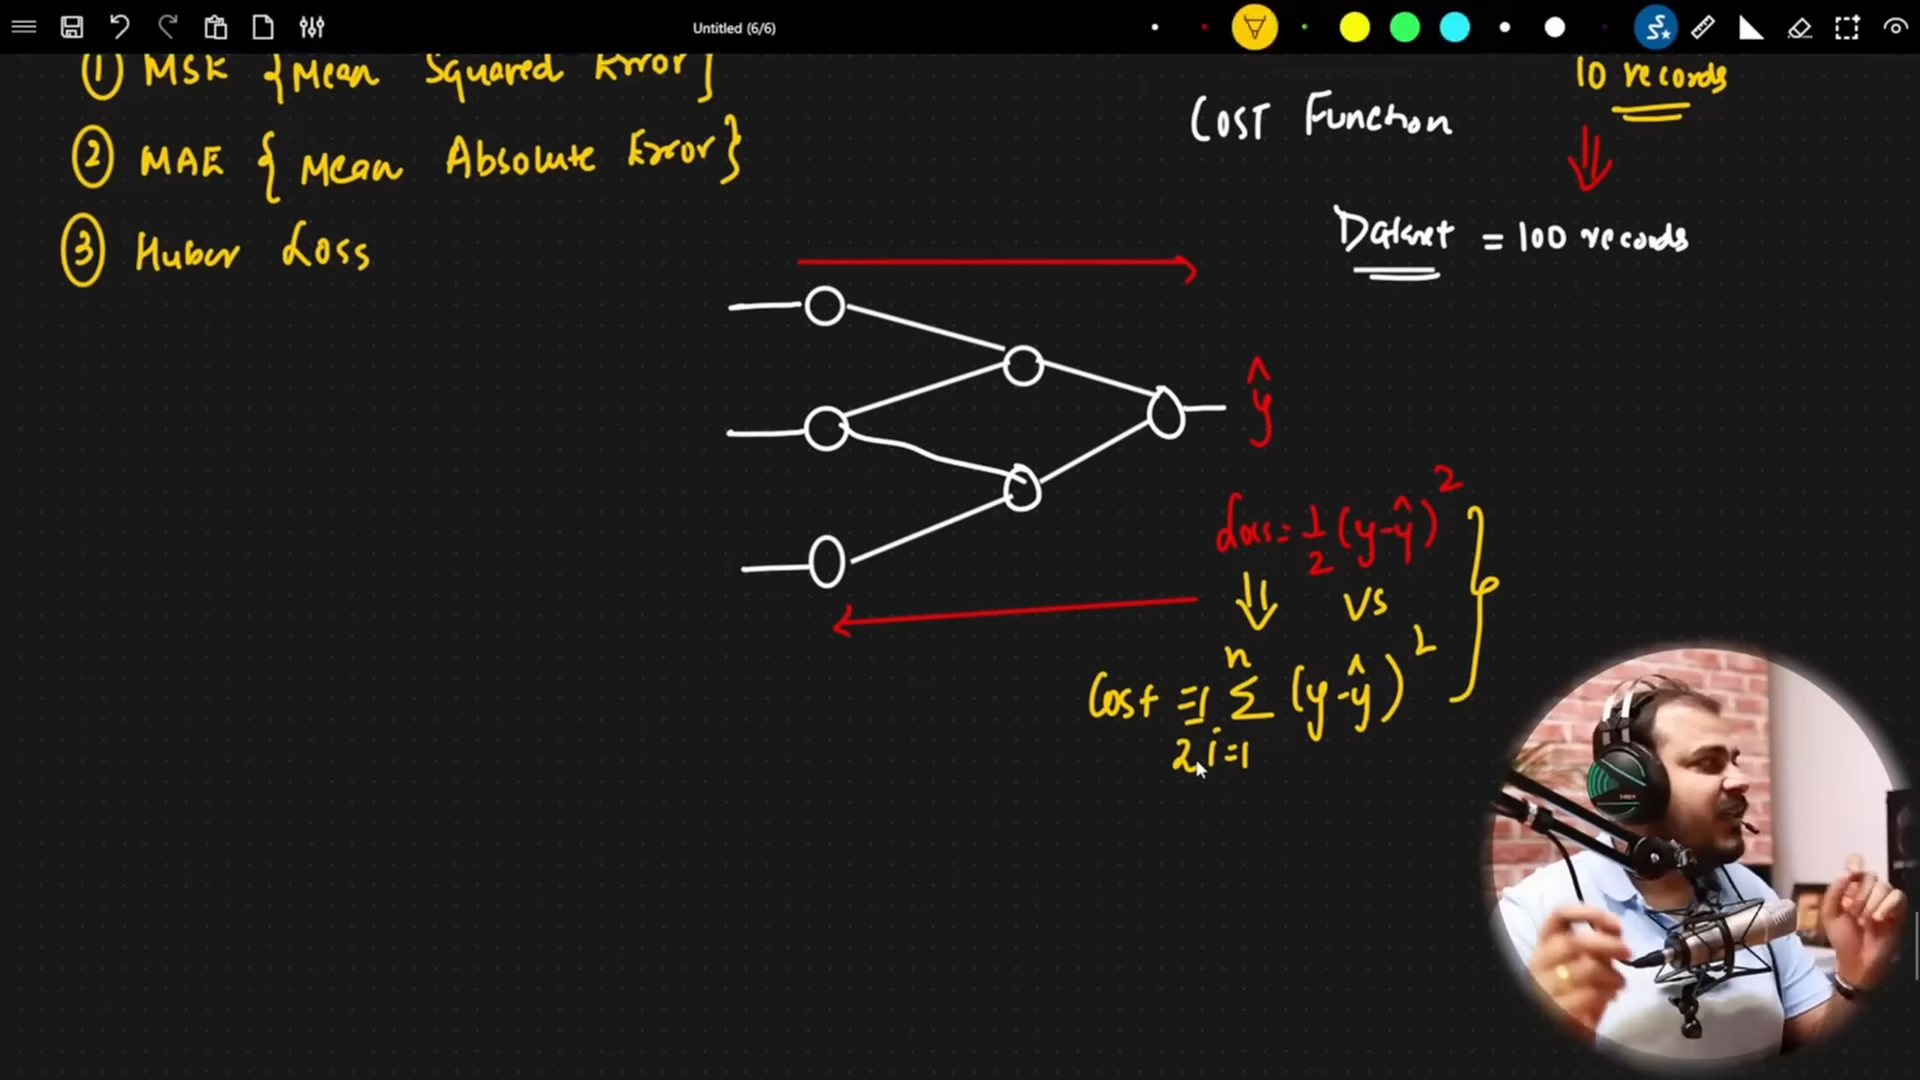 Untitled (6/6)
① MSE {Mean Squared Error}
② MAE { Mean Absolute Error}
③ Huber Loss
COST Function
10 records
Dataset = 100 records
ŷ
Loss = 1/2 (y-ŷ)²
vs
Cost = 1/2 Σ (y-ŷ)²
n
i=1